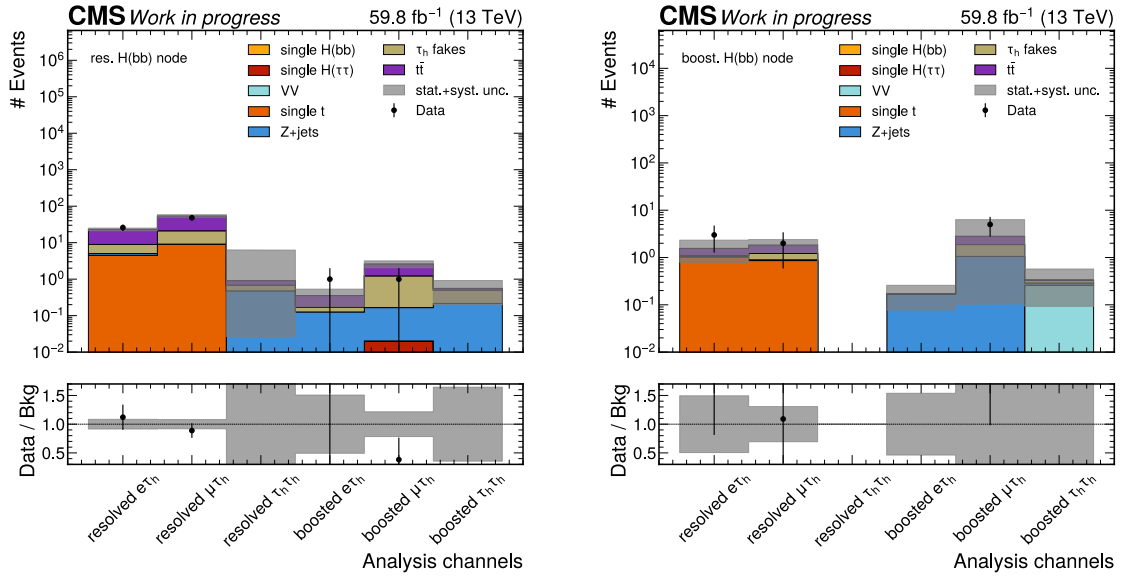 CMS Work in progress 59.8 fb⁻¹ (13 TeV)
res. H(bb) node
single H(bb)
single H(ττ)
VV
single t
Z+jets
τₕ fakes
tt̄
stat.+syst. unc.
Data
# Events
10⁶
10⁵
10⁴
10³
10²
10¹
10⁰
10⁻¹
10⁻²
Data / Bkg
1.5
1.0
0.5
resolved eτₕ
resolved μτₕ
resolved τₕτₕ
boosted eτₕ
boosted μτₕ
boosted τₕτₕ
Analysis channels
CMS Work in progress 59.8 fb⁻¹ (13 TeV)
boost. H(bb) node
single H(bb)
single H(ττ)
VV
single t
Z+jets
τₕ fakes
tt̄
stat.+syst. unc.
Data
# Events
10⁴
10³
10²
10¹
10⁰
10⁻¹
10⁻²
Data / Bkg
1.5
1.0
0.5
resolved eτₕ
resolved μτₕ
resolved τₕτₕ
boosted eτₕ
boosted μτₕ
boosted τₕτₕ
Analysis channels